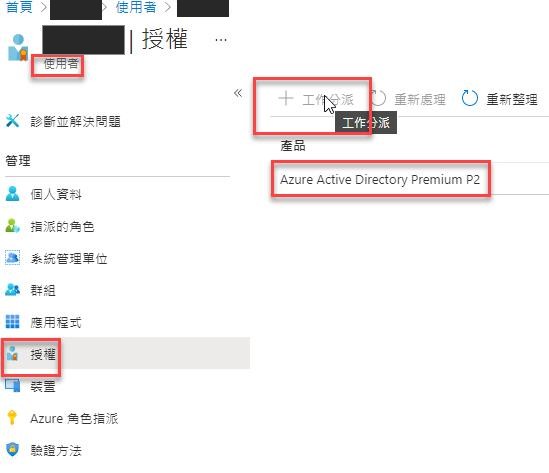 首頁 > 使用者 >
| 授權 ...
使用者
«
工作分派 重新處理 重新整理
工作分派
診斷並解決問題
產品
管理
Azure Active Directory Premium P2
個人資料
指派的角色
系統管理單位
群組
應用程式
授權
裝置
Azure 角色指派
驗證方法